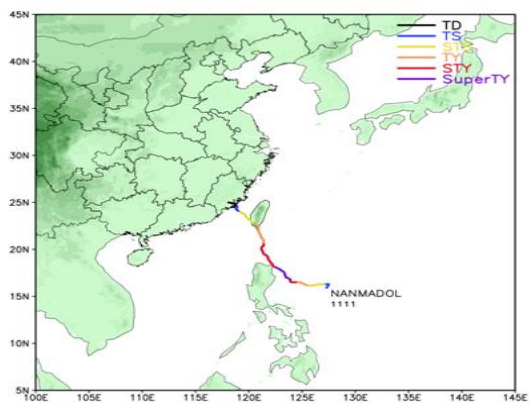 45N
40N
35N
30N
25N
20N
15N
10N
5N
100E 105E 110E 115E 120E 125E 130E 135E 140E 145E
TD
TS
STS
TY
STY
SuperTY
NANMADOL
1111